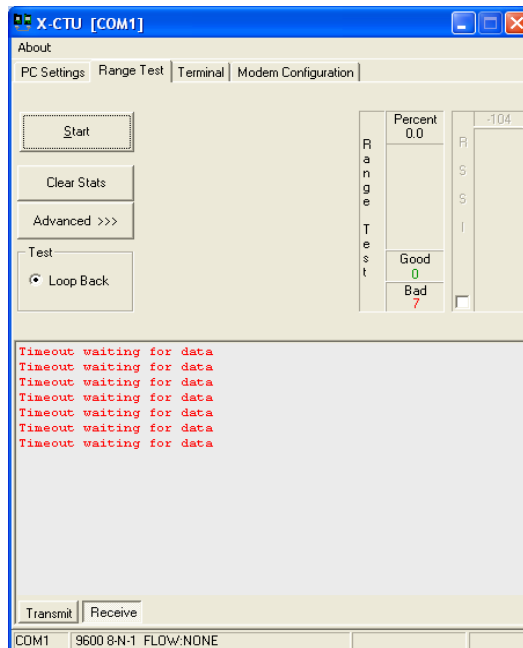 X-CTU [COM1]
About
PC Settings Range Test Terminal Modem Configuration
Start
Clear Stats
Advanced >>>
Test
Loop Back
Range Test
Percent
0.0
Good
0
Bad
7
RSSI
-104
Timeout waiting for data
Timeout waiting for data
Timeout waiting for data
Timeout waiting for data
Timeout waiting for data
Timeout waiting for data
Timeout waiting for data
Transmit Receive
COM1 9600 8-N-1 FLOW:NONE